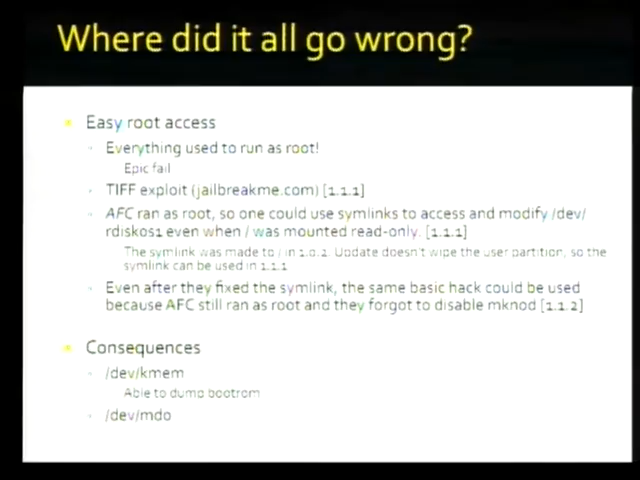 Where did it all go wrong?
Easy root access
Everything used to run as root!
Epic fail
TIFF exploit (jailbreakme.com) [1.1.1]
AFC ran as root, so one could use symlinks to access and modify /dev/
rdisk0s1 even when / was mounted read-only. [1.1.1]
The symlink was made to / in 1.0.2. Update doesn't wipe the user partition, so the
symlink can be used in 1.1.1
Even after they fixed the symlink, the same basic hack could be used
because AFC still ran as root and they forgot to disable mknod [1.1.2]
Consequences
/dev/kmem
Able to dump bootrom
/dev/md0